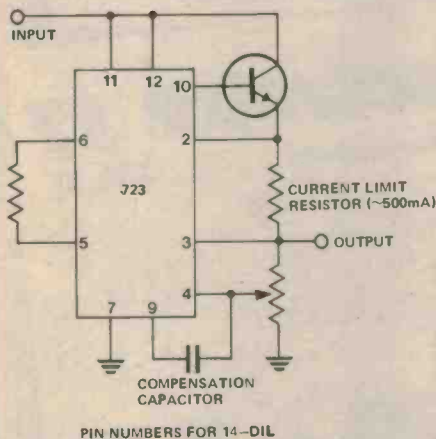 INPUT
11 12
10
6
2
723
CURRENT LIMIT
RESISTOR (~500mA)
5
3
OUTPUT
4
7 9
COMPENSATION
CAPACITOR
PIN NUMBERS FOR 14-DIL